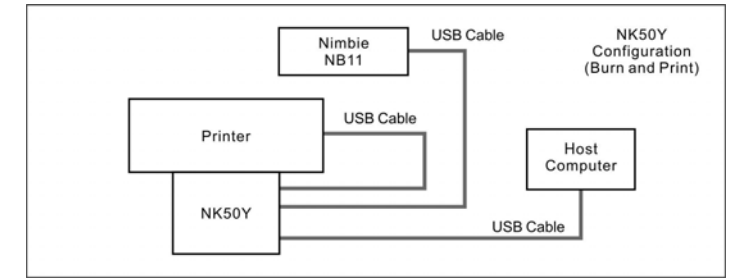 Nimbie
NB11
USB Cable
NK50Y
Configuration
(Burn and Print)
Printer
USB Cable
Host
Computer
NK50Y
USB Cable